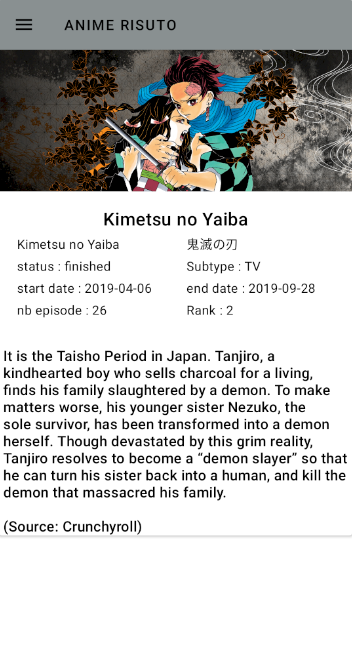 ANIME RISUTO
Kimetsu no Yaiba
Kimetsu no Yaiba 鬼滅の刃
status : finished Subtype : TV
start date : 2019-04-06 end date : 2019-09-28
nb episode : 26 Rank : 2
It is the Taisho Period in Japan. Tanjiro, a
kindhearted boy who sells charcoal for a living,
finds his family slaughtered by a demon. To make
matters worse, his younger sister Nezuko, the
sole survivor, has been transformed into a demon
herself. Though devastated by this grim reality,
Tanjiro resolves to become a “demon slayer” so that
he can turn his sister back into a human, and kill the
demon that massacred his family.
(Source: Crunchyroll)